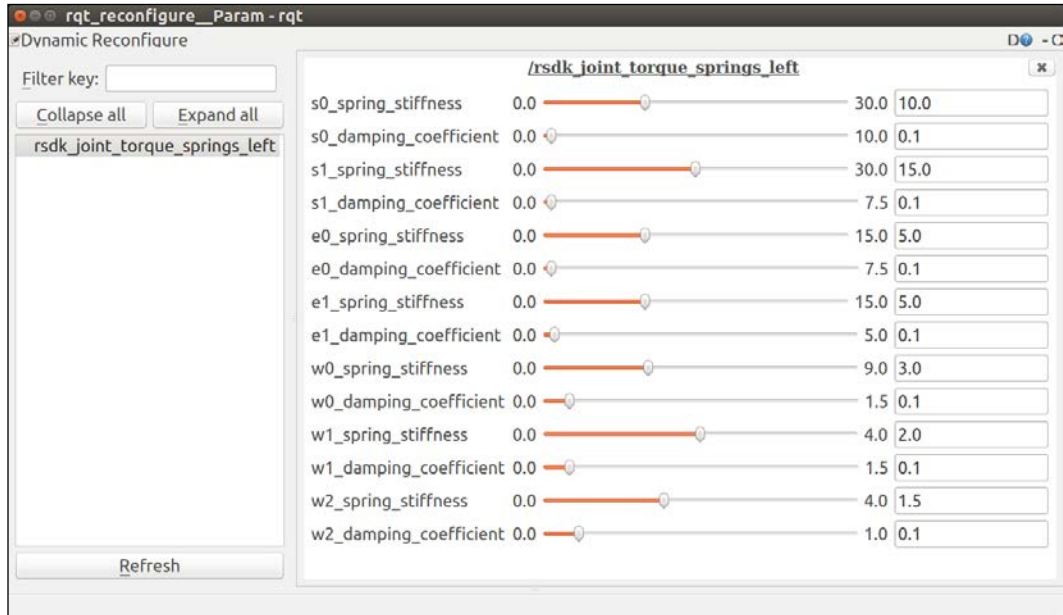 rqt_reconfigure__Param - rqt
Dynamic Reconfigure
D? - C
Filter key:
Collapse all Expand all
rsdk_joint_torque_springs_left
Refresh
/rsdk_joint_torque_springs_left
s0_spring_stiffness 0.0 30.0 10.0
s0_damping_coefficient 0.0 10.0 0.1
s1_spring_stiffness 0.0 30.0 15.0
s1_damping_coefficient 0.0 7.5 0.1
e0_spring_stiffness 0.0 15.0 5.0
e0_damping_coefficient 0.0 7.5 0.1
e1_spring_stiffness 0.0 15.0 5.0
e1_damping_coefficient 0.0 5.0 0.1
w0_spring_stiffness 0.0 9.0 3.0
w0_damping_coefficient 0.0 1.5 0.1
w1_spring_stiffness 0.0 4.0 2.0
w1_damping_coefficient 0.0 1.5 0.1
w2_spring_stiffness 0.0 4.0 1.5
w2_damping_coefficient 0.0 1.0 0.1